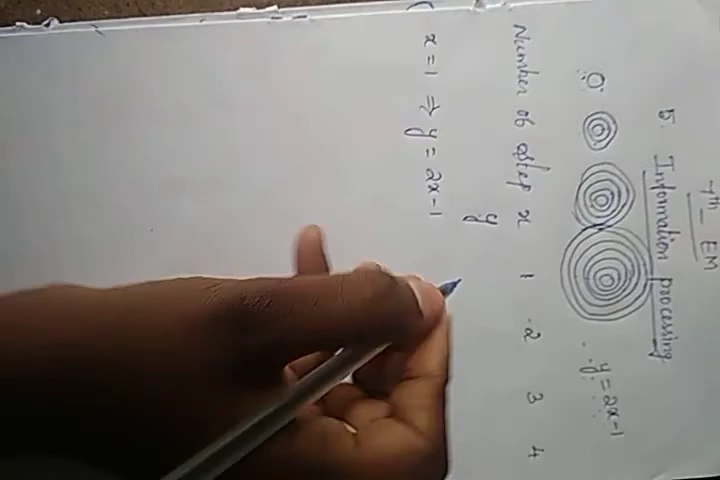 7th - EM
5. Information processing
y = 2x-1
Number of step x 1 2 3 4
y
x = 1 ⇒ y = 2x-1